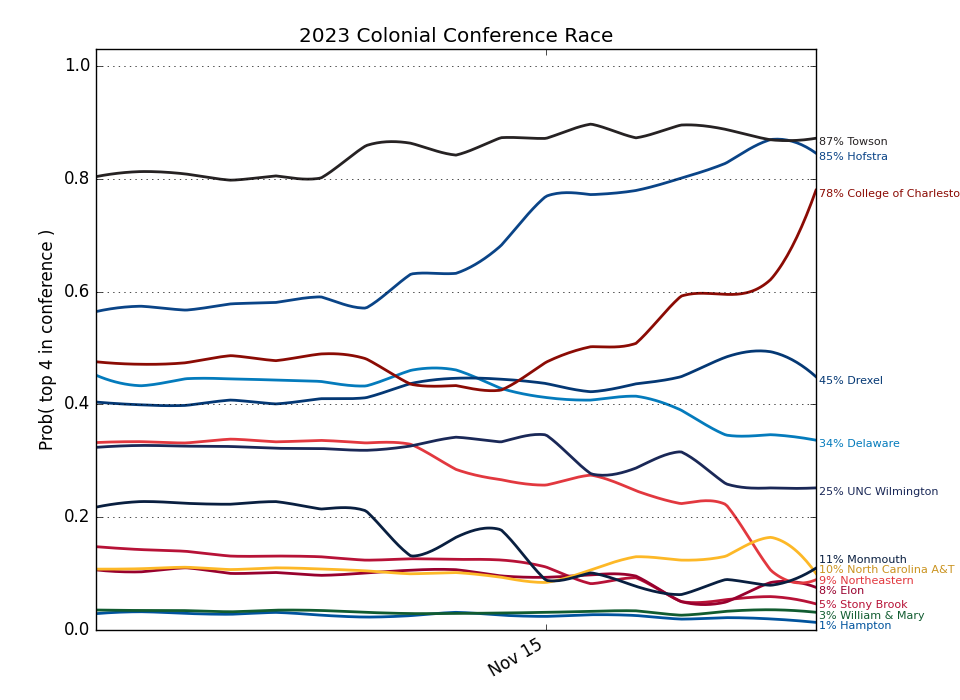 2023 Colonial Conference Race
Prob( top 4 in conference )
1.0
0.8
0.6
0.4
0.2
0.0
Nov 15
87% Towson
85% Hofstra
78% College of Charlesto
45% Drexel
34% Delaware
25% UNC Wilmington
11% Monmouth
10% North Carolina A&T
9% Northeastern
8% Elon
5% Stony Brook
3% William & Mary
1% Hampton